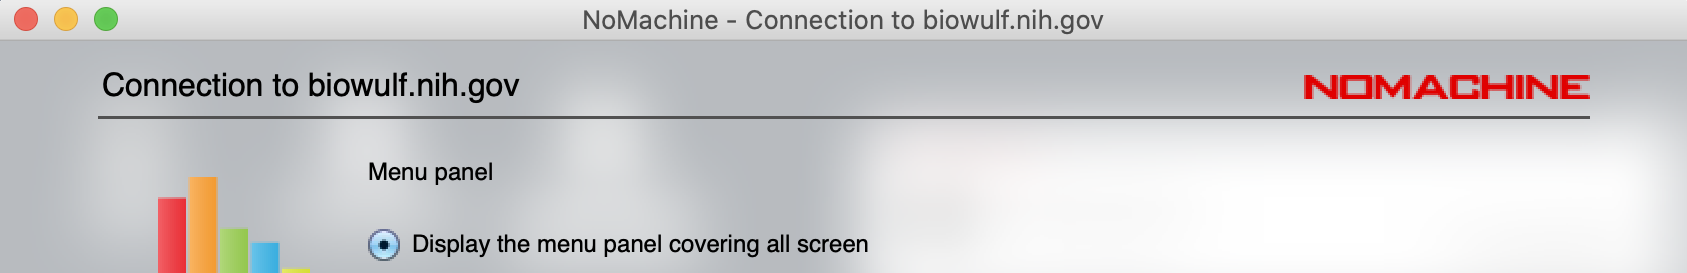 NoMachine - Connection to biowulf.nih.gov
Connection to biowulf.nih.gov
NOMACHINE
Menu panel
Display the menu panel covering all screen